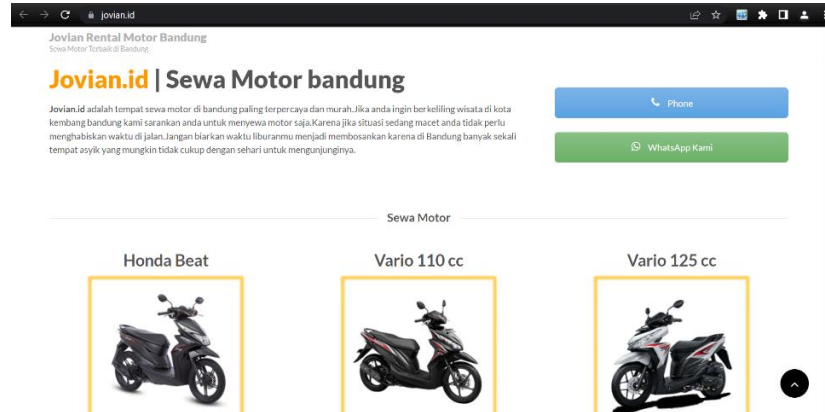 jovian.id
Jovian Rental Motor Bandung
Sewa Motor Terbaik di Bandung
Jovian.id | Sewa Motor bandung
Jovian.id adalah tempat sewa motor di bandung paling terpercaya dan murah.Jika anda ingin berkeliling wisata di kota
kembang bandung kami sarankan anda untuk menyewa motor saja.Karena jika situasi sedang macet anda tidak perlu
menghabiskan waktu di jalan.Jangan biarkan waktu liburanmu menjadi membosankan karena di Bandung banyak sekali
tempat asyik yang mungkin tidak cukup dengan sehari untuk mengunjunginya.
Phone
WhatsApp Kami
Sewa Motor
Honda Beat
Vario 110 cc
Vario 125 cc